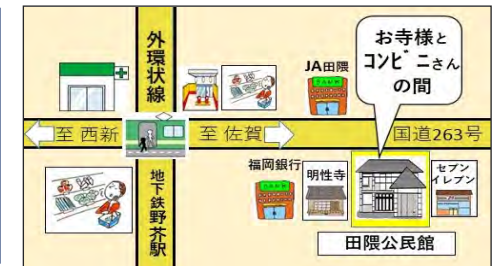 外環状線
JA田隈
お寺様と
コンビニさん
の間
至 西新
至 佐賀
国道263号
地下鉄野芥駅
福岡銀行
明性寺
セブン
イレブン
田隈公民館